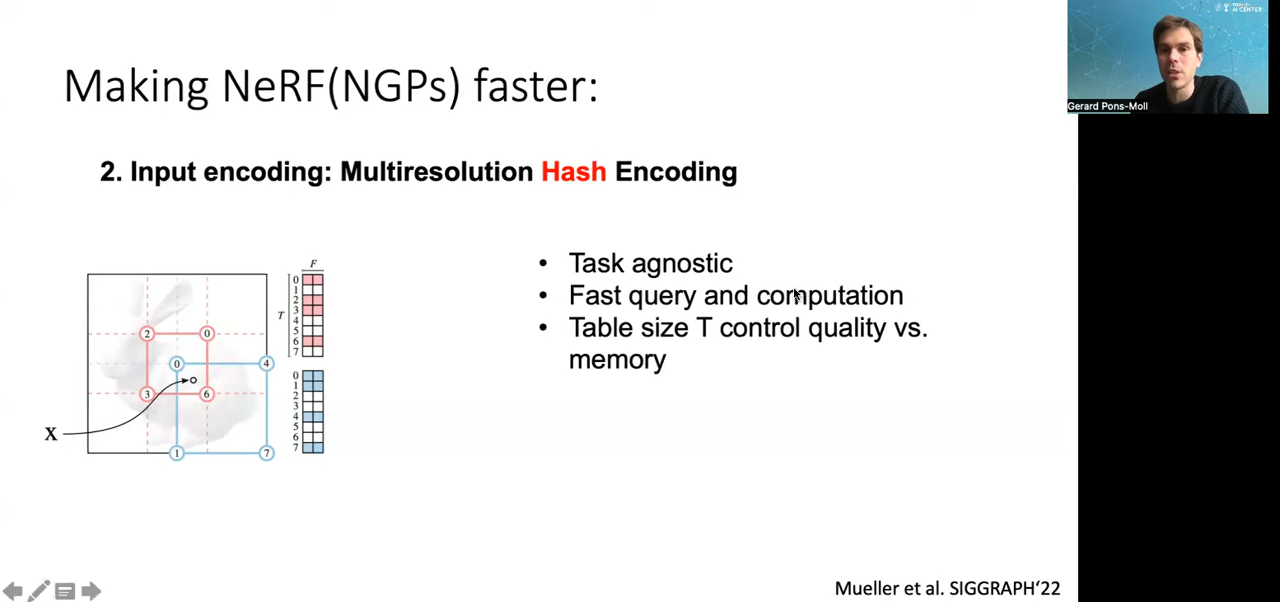 AI CENTER
Gerard Pons-Moll
Making NeRF(NGPs) faster:
2. Input encoding: Multiresolution Hash Encoding
F
T
0
1
2
3
4
5
6
7
0
1
2
3
4
5
6
7
2
0
0
4
3
6
1
7
X
• Task agnostic
• Fast query and computation
• Table size T control quality vs.
memory
Mueller et al. SIGGRAPH‘22